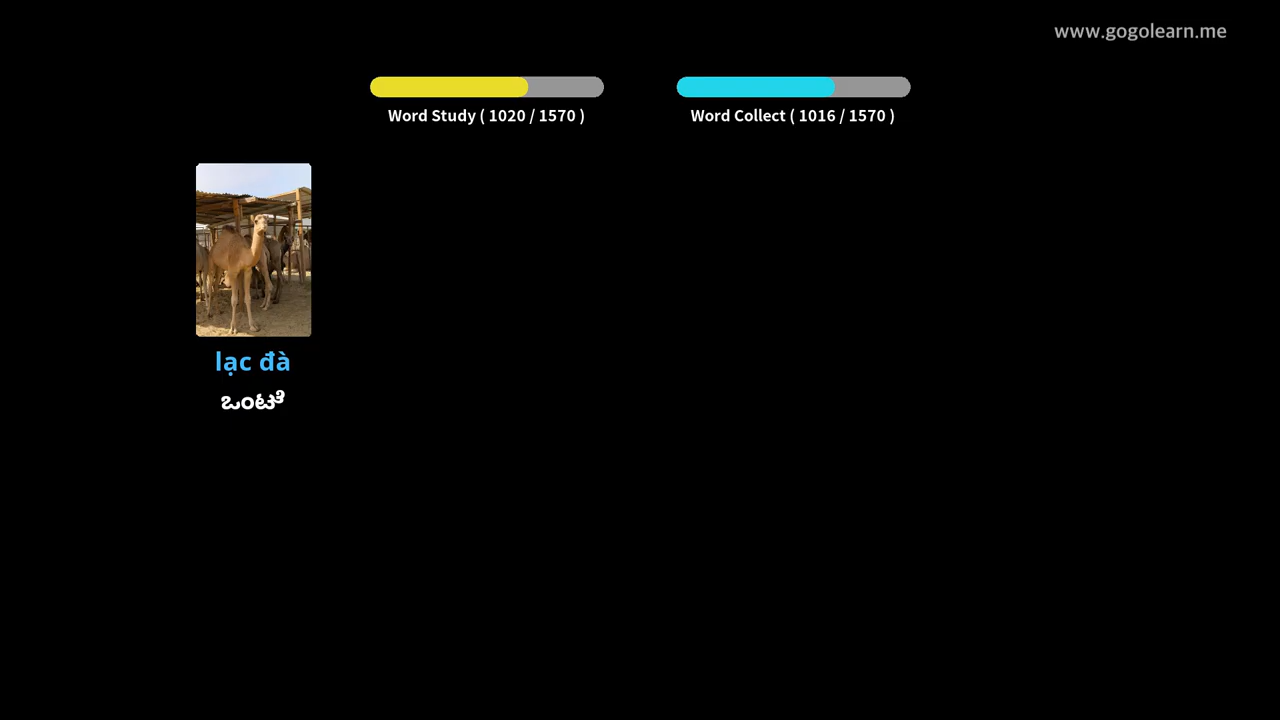 www.gogolearn.me
Word Study ( 1020 / 1570 )
Word Collect ( 1016 / 1570 )
lạc đà
ಒಂಟೆ